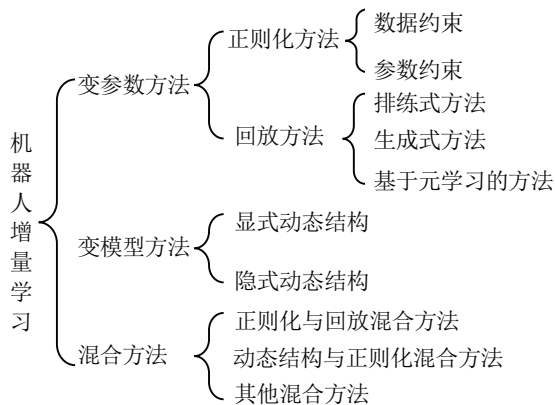 机器人增量学习
变参数方法
正则化方法
数据约束
参数约束
回放方法
排练式方法
生成式方法
基于元学习的方法
变模型方法
显式动态结构
隐式动态结构
混合方法
正则化与回放混合方法
动态结构与正则化混合方法
其他混合方法